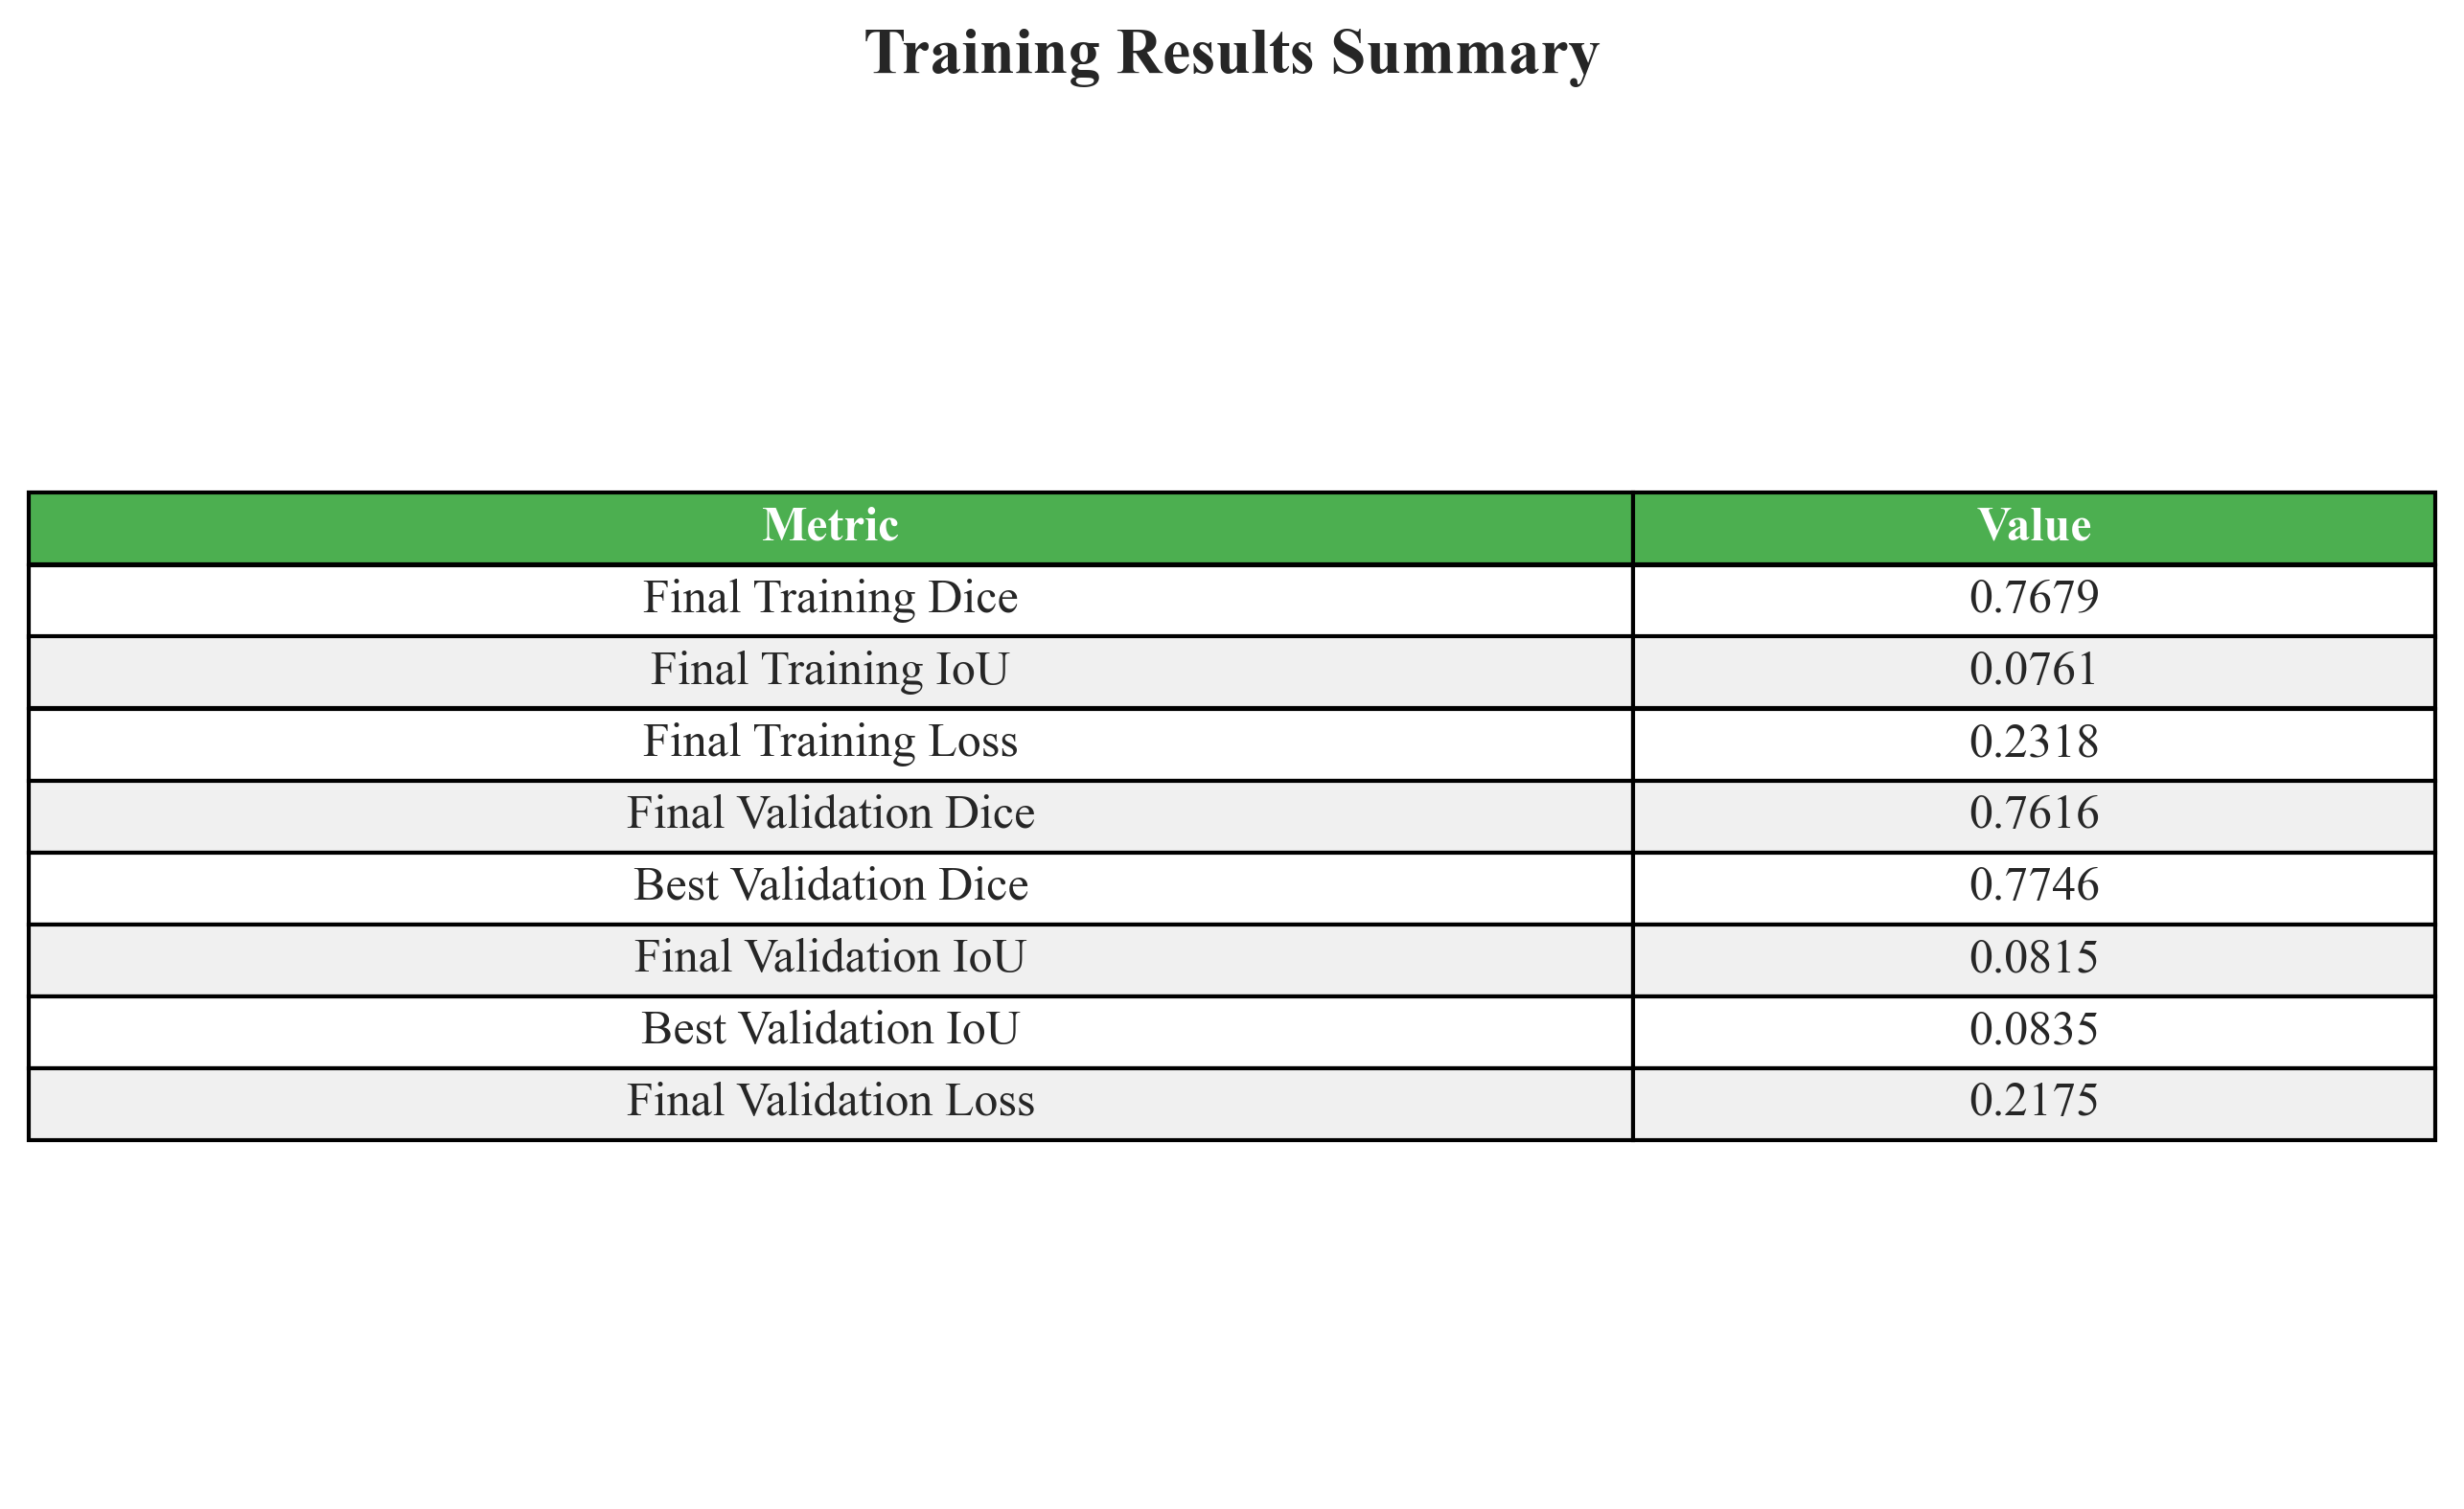 Training Results Summary
Metric Value
Final Training Dice 0.7679
Final Training IoU 0.0761
Final Training Loss 0.2318
Final Validation Dice 0.7616
Best Validation Dice 0.7746
Final Validation IoU 0.0815
Best Validation IoU 0.0835
Final Validation Loss 0.2175